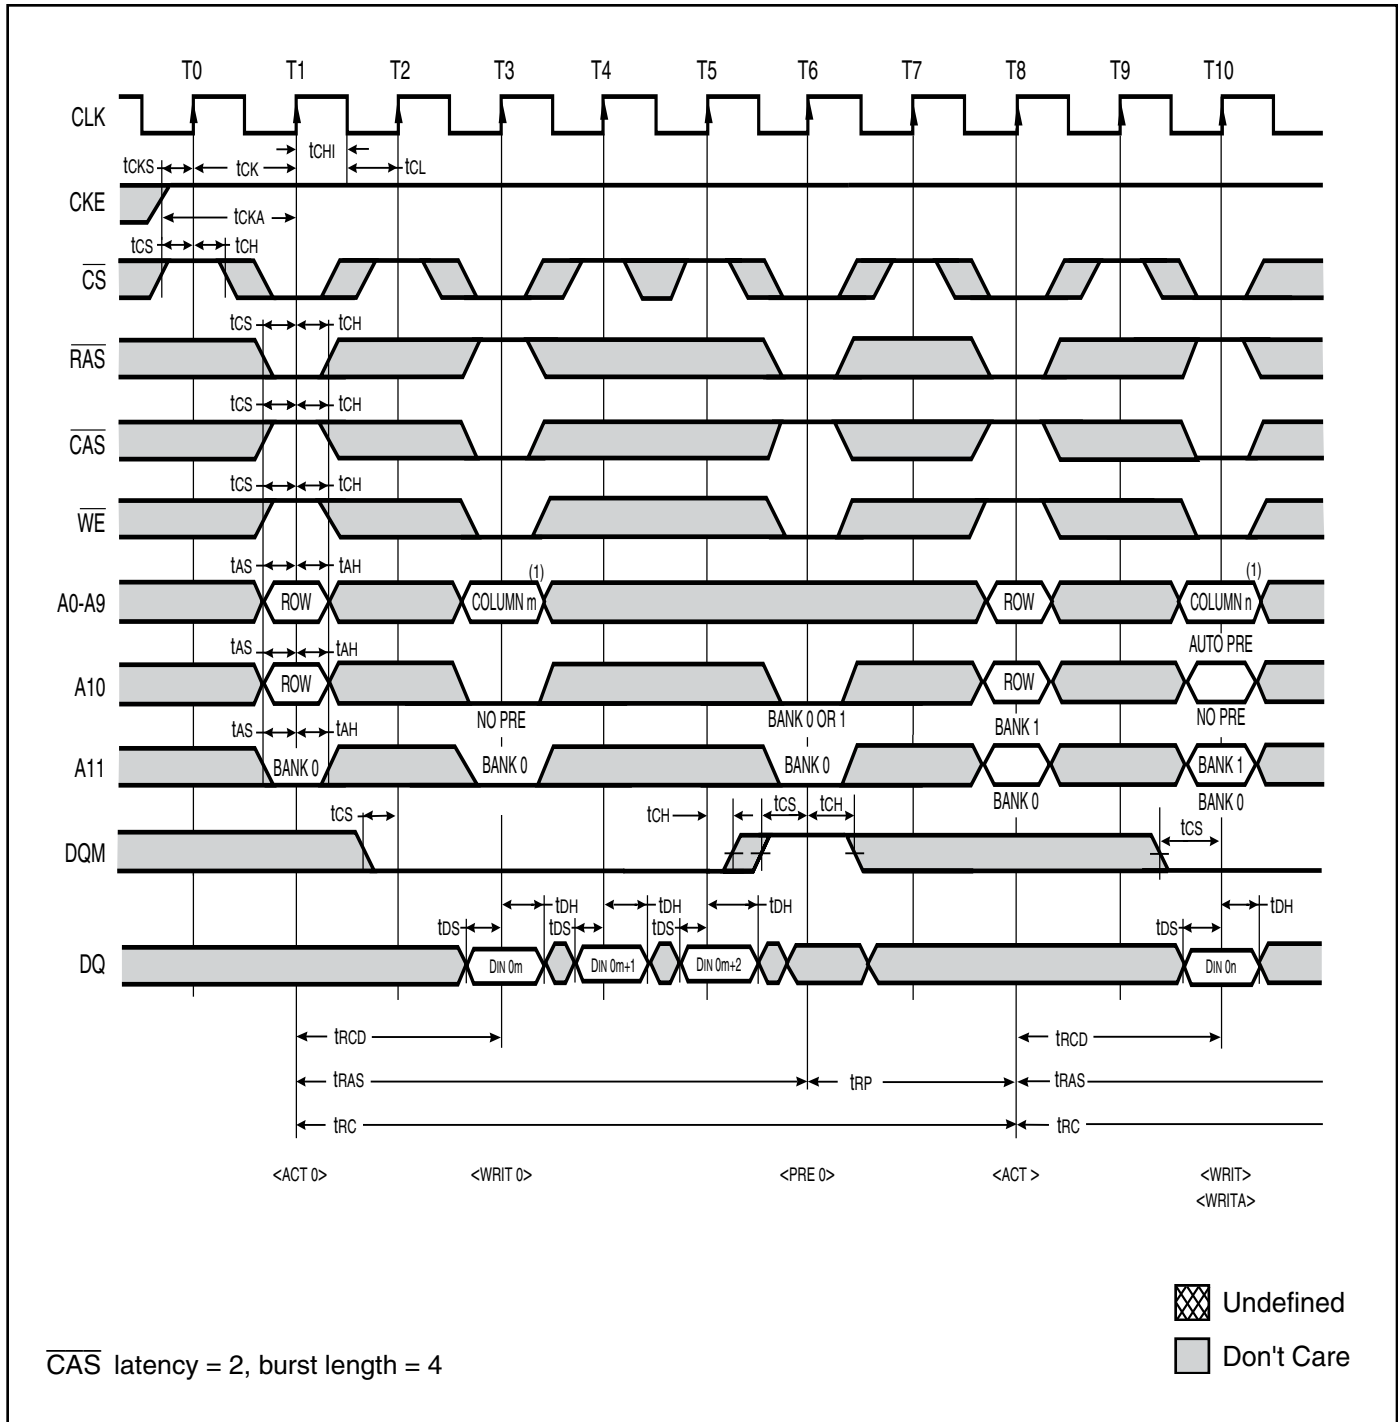 T0 T1 T2 T3 T4 T5 T6 T7 T8 T9 T10
CLK
tCHI
tCKS tCK tCL
CKE
tCKA
tCS tCH
CS
tCS tCH
RAS
tCS tCH
CAS
tCS tCH
WE
tAS tAH (1) (1)
A0-A9 ROW COLUMN m ROW COLUMN n
tAS tAH AUTO PRE
A10 ROW ROW
NO PRE BANK 0 OR 1 BANK 1 NO PRE
tAS tAH
A11 BANK 0 BANK 0 BANK 0 BANK 1
BANK 0 BANK 0
tCS tCH tCS tCH tCS
DQM
tDH tDH tDH tDH
tDS tDS tDS tDS
DQ DIN 0m DIN 0m+1 DIN 0m+2 DIN 0n
tRCD tRCD
tRAS tRP tRAS
tRC tRC
<ACT 0> <WRIT 0> <PRE 0> <ACT > <WRIT>
<WRITA>
Undefined
Don't Care
CAS latency = 2, burst length = 4